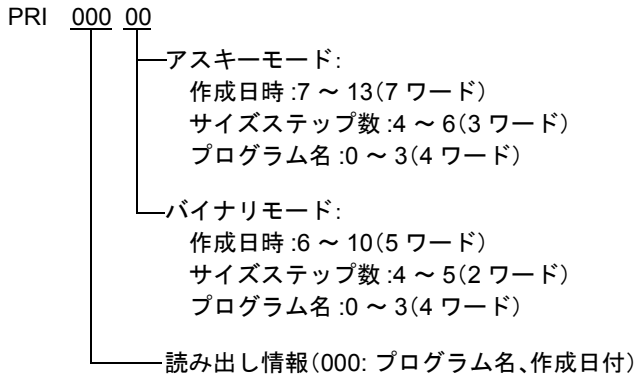 PRI 000 00
アスキーモード:
作成日時 :7 ～ 13(7 ワード)
サイズステップ数 :4 ～ 6(3 ワード)
プログラム名 :0 ～ 3(4 ワード)
バイナリモード:
作成日時 :6 ～ 10(5 ワード)
サイズステップ数 :4 ～ 5(2 ワード)
プログラム名 :0 ～ 3(4 ワード)
読み出し情報(000: プログラム名、作成日付)